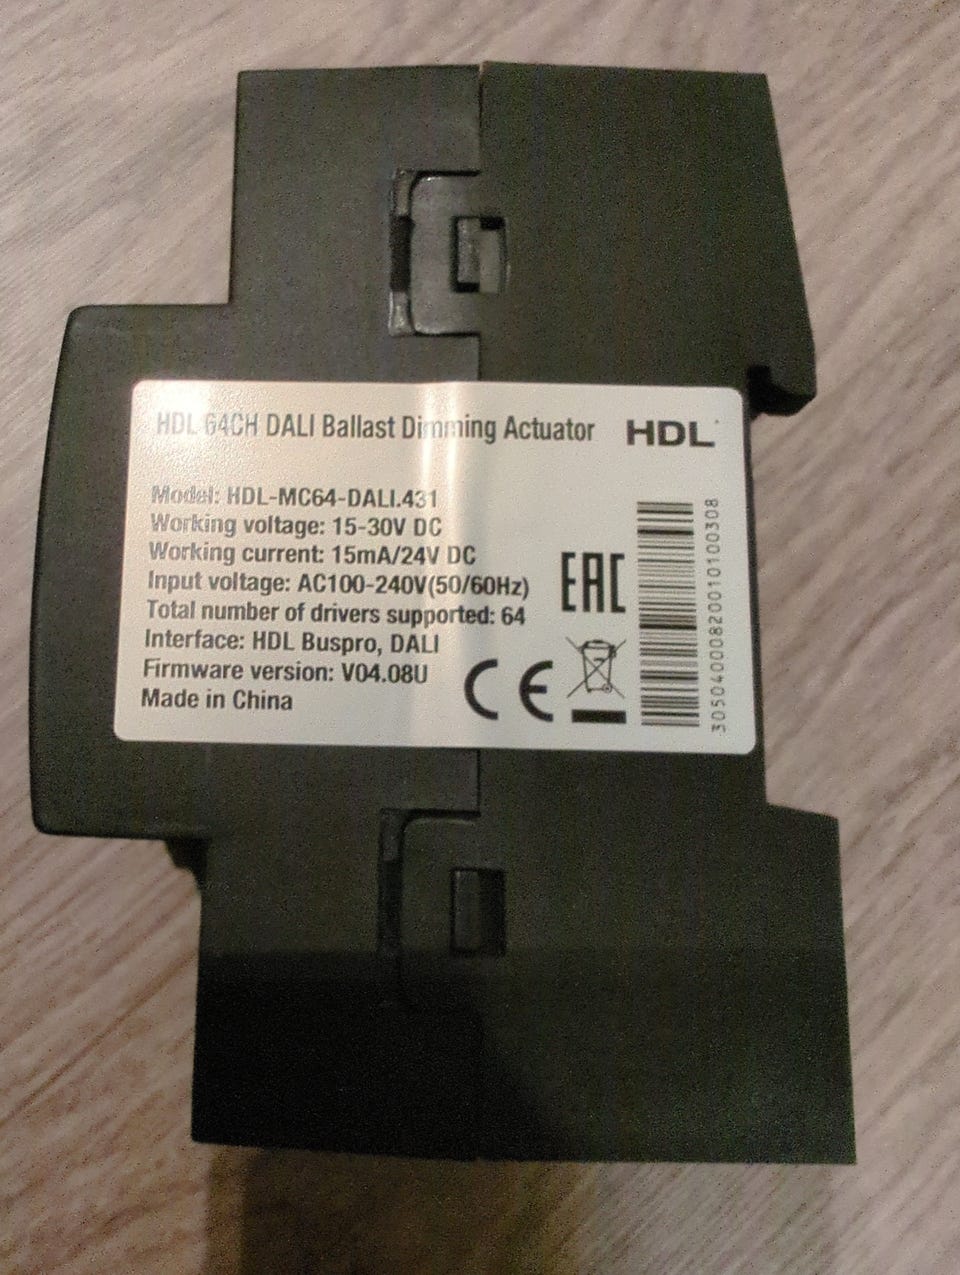 HDL 64CH DALI Ballast Dimming Actuator HDL
Model: HDL-MC64-DALI.431
Working voltage: 15-30V DC
Working current: 15mA/24V DC
Input voltage: AC100-240V(50/60Hz)
Total number of drivers supported: 64
Interface: HDL Buspro, DALI
Firmware version: V04.08U
Made in China
EAC
CE
3050400082001010​0308